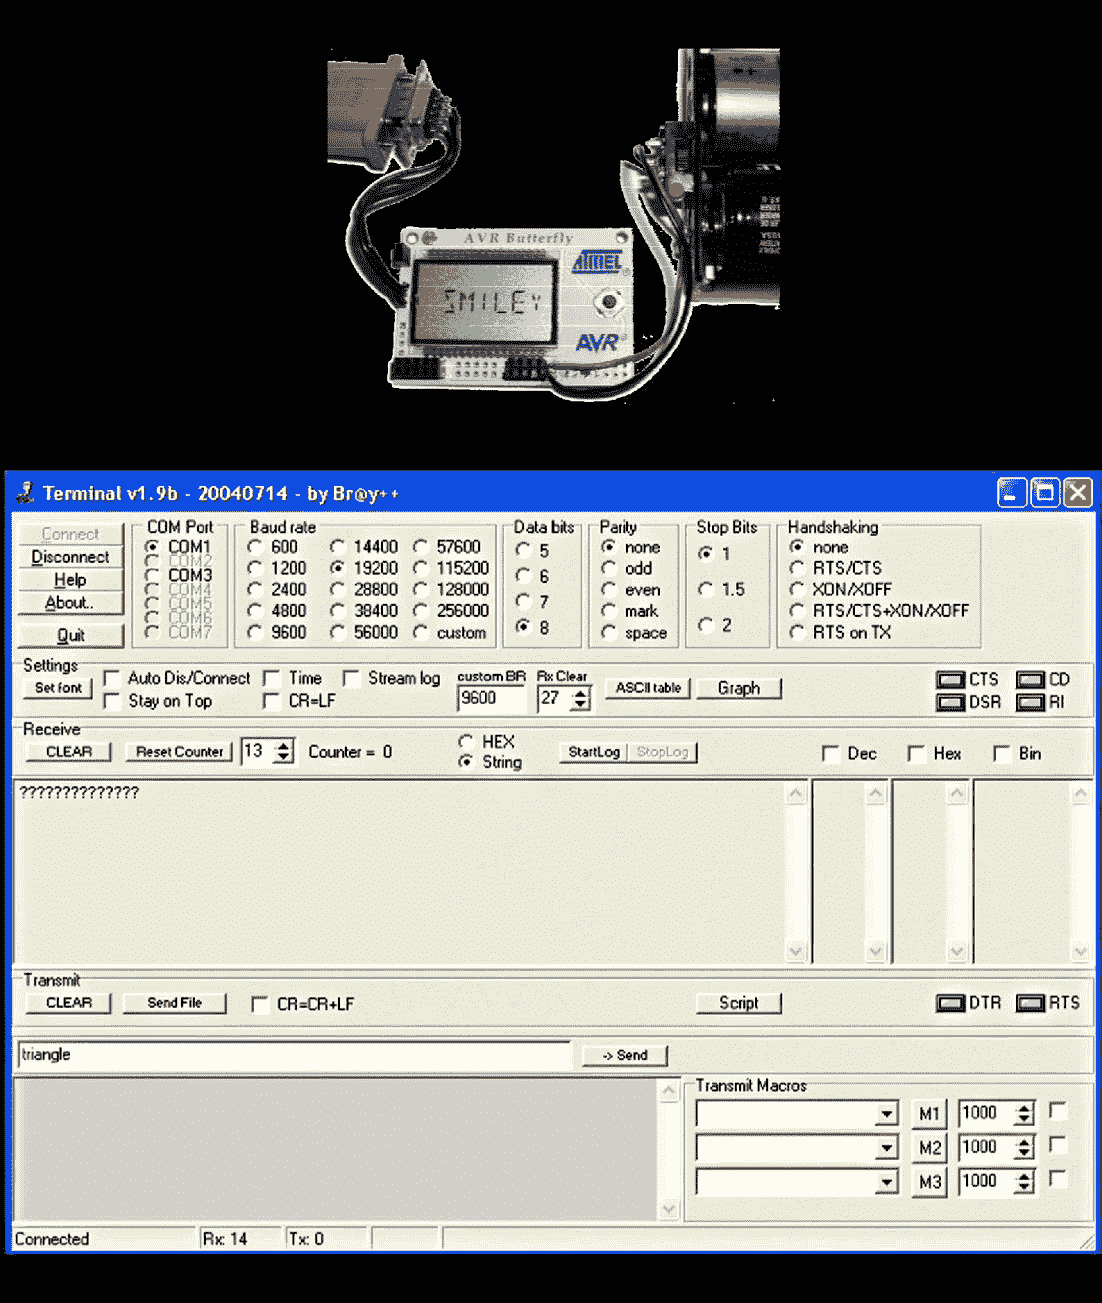 AVR Butterfly
ATMEL
SMILEY
AVR
Terminal v1.9b - 20040714 - by Br@y++
Connect
Disconnect
Help
About..
Quit
COM Port
COM1
COM2
COM3
COM4
COM5
COM6
COM7
Baud rate
600 14400 57600
1200 19200 115200
2400 28800 128000
4800 38400 256000
9600 56000 custom
Data bits
5
6
7
8
Parity
none
odd
even
mark
space
Stop Bits
1
1.5
2
Handshaking
none
RTS/CTS
XON/XOFF
RTS/CTS+XON/XOFF
RTS on TX
Settings
Set font
Auto Dis/Connect Time Stream log
Stay on Top CR=LF
custom BR Rx Clear
9600 27
ASCII table Graph
CTS CD
DSR RI
Receive
CLEAR Reset Counter 13 Counter = 0
HEX
String
StartLog StopLog
Dec Hex Bin
??????????????
Transmit
CLEAR Send File CR=CR+LF Script DTR RTS
triangle -> Send
Transmit Macros
M1 1000
M2 1000
M3 1000
Connected Rx: 14 Tx: 0